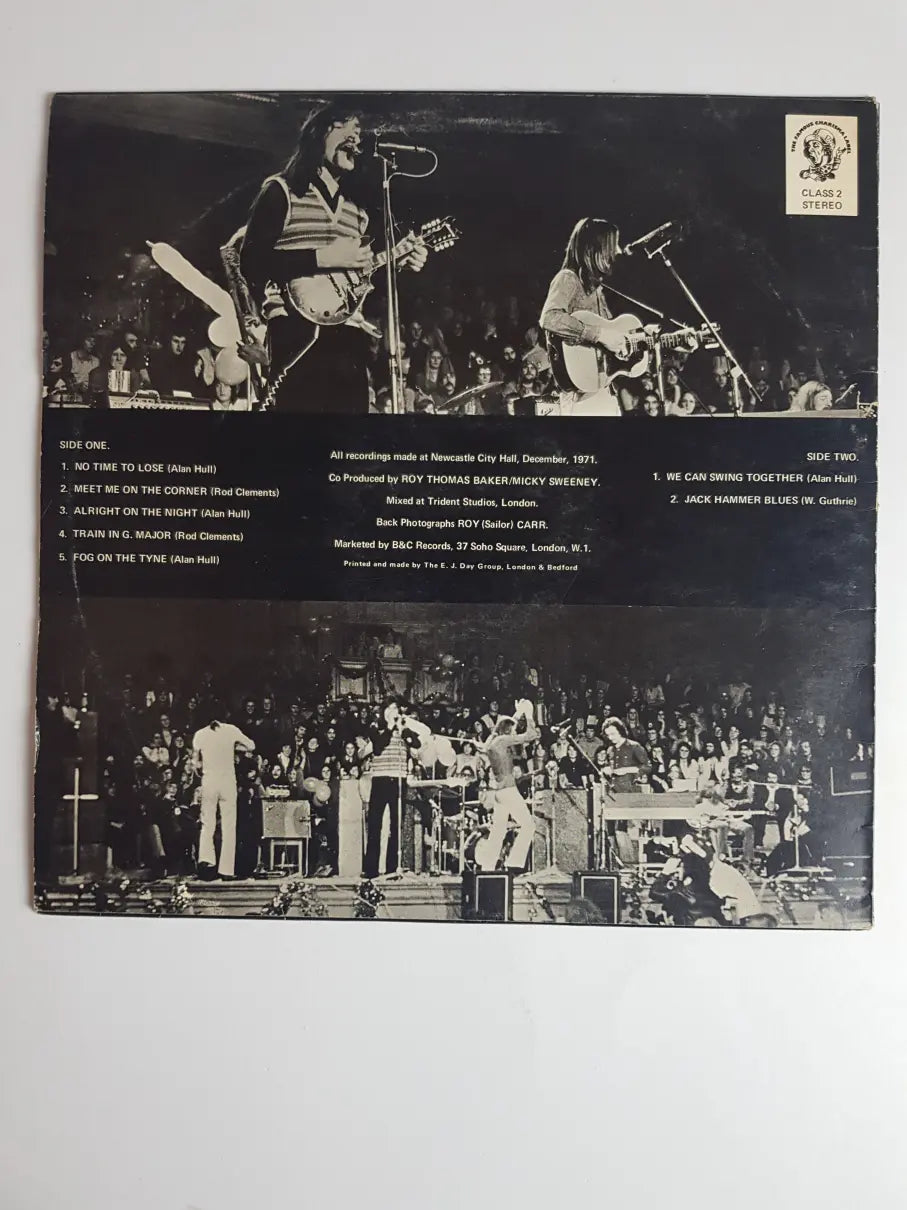 THE FAMOUS CHARISMA LABEL
CLASS 2
STEREO
SIDE ONE.
1. NO TIME TO LOSE (Alan Hull)
2. MEET ME ON THE CORNER (Rod Clements)
3. ALRIGHT ON THE NIGHT (Alan Hull)
4. TRAIN IN G. MAJOR (Rod Clements)
5. FOG ON THE TYNE (Alan Hull)
All recordings made at Newcastle City Hall, December, 1971.
Co Produced by ROY THOMAS BAKER/MICKY SWEENEY.
Mixed at Trident Studios, London.
Back Photographs ROY (Sailor) CARR.
Marketed by B&C Records, 37 Soho Square, London, W.1.
Printed and made by The E. J. Day Group, London & Bedford
SIDE TWO.
1. WE CAN SWING TOGETHER (Alan Hull)
2. JACK HAMMER BLUES (W. Guthrie)